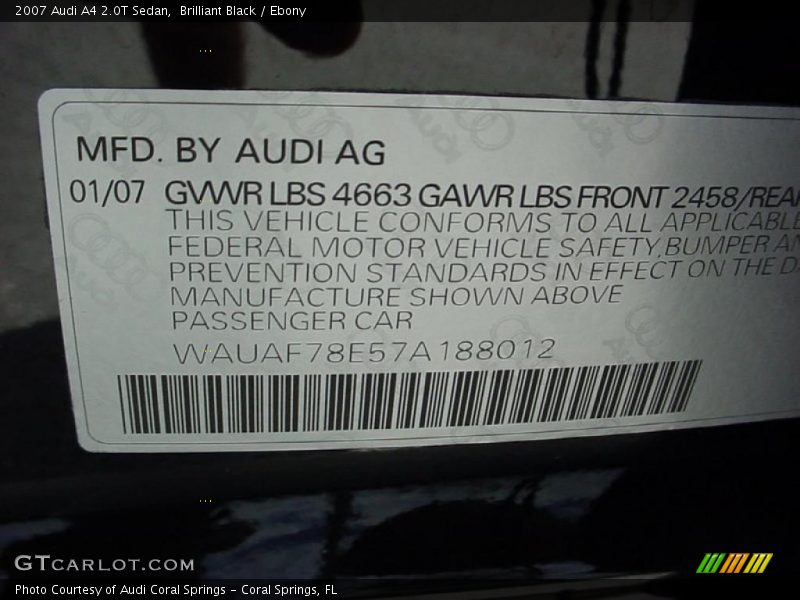 2007 Audi A4 2.0T Sedan, Brilliant Black / Ebony
MFD. BY AUDI AG
01/07 GVWR LBS 4663 GAWR LBS FRONT 2458/REAR
THIS VEHICLE CONFORMS TO ALL APPLICABLE
FEDERAL MOTOR VEHICLE SAFETY, BUMPER AN
PREVENTION STANDARDS IN EFFECT ON THE D
MANUFACTURE SHOWN ABOVE
PASSENGER CAR
WAUAF78E57A188012
GTCARLOT.COM
Photo Courtesy of Audi Coral Springs - Coral Springs, FL